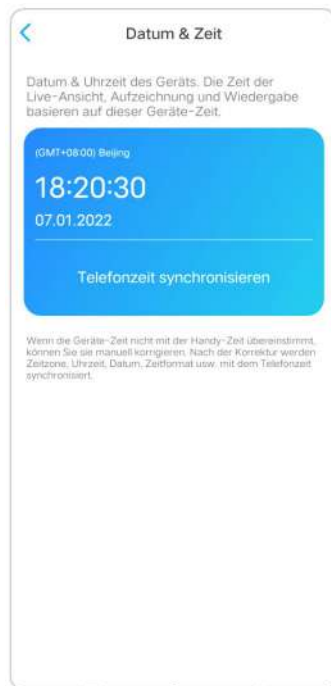 Datum & Zeit
Datum & Uhrzeit des Geräts. Die Zeit der
Live-Ansicht, Aufzeichnung und Wiedergabe
basieren auf dieser Geräte-Zeit.
(GMT+08:00) Beijing
18:20:30
07.01.2022
Telefonzeit synchronisieren
Wenn die Geräte-Zeit nicht mit der Handy-Zeit übereinstimmt,
können Sie sie manuell korrigieren. Nach der Korrektur werden
Zeitzone, Uhrzeit, Datum, Zeitformat usw. mit dem Telefonzeit
synchronisiert.